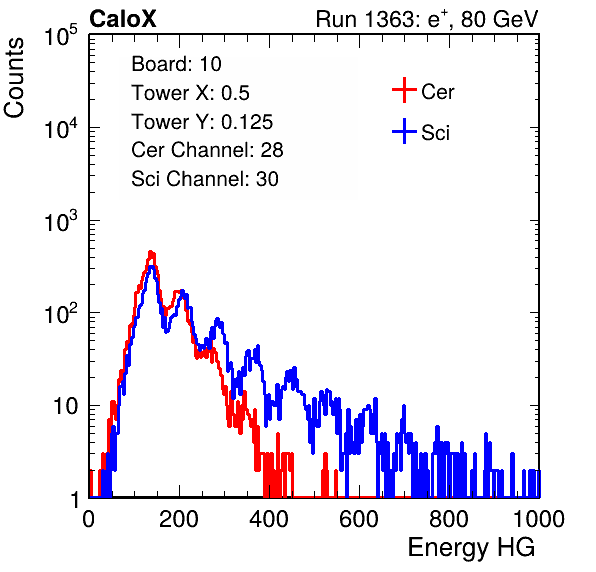 CaloX Run 1363: e⁺, 80 GeV
Counts
Board: 10
Tower X: 0.5
Tower Y: 0.125
Cer Channel: 28
Sci Channel: 30
Cer
Sci
10⁵
10⁴
10³
10²
10
1
0 200 400 600 800 1000
Energy HG